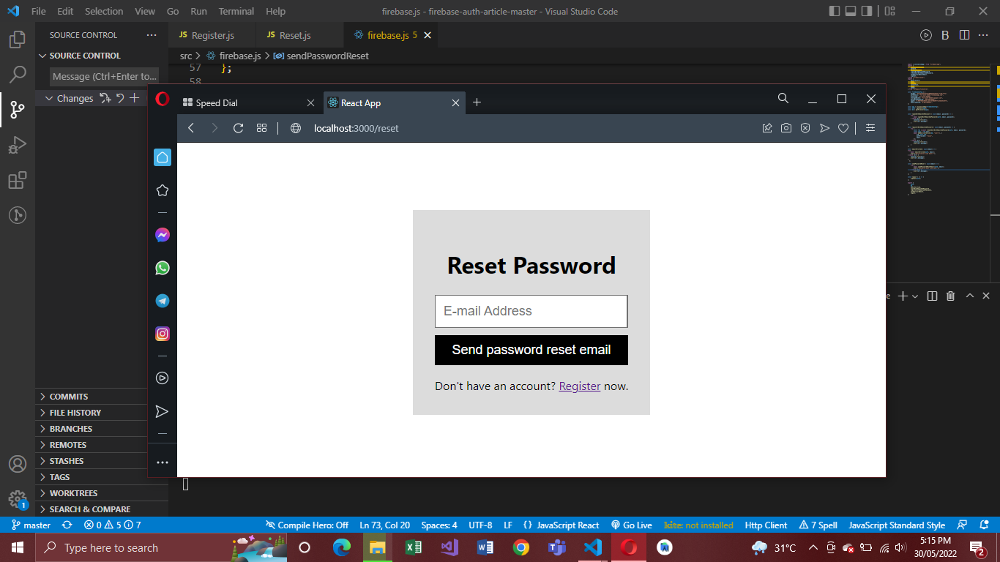 File Edit Selection View Go Run Terminal Help firebase.js - firebase-auth-article-master - Visual Studio Code
SOURCE CONTROL ···
JS Register.js JS Reset.js firebase.js 5
B
SOURCE CONTROL
src > firebase.js > sendPasswordReset
Message (Ctrl+Enter to...
57 };
58
Changes
Speed Dial
React App
localhost:3000/reset
Reset Password
E-mail Address
Send password reset email
Don't have an account? Register now.
COMMITS
FILE HISTORY
BRANCHES
REMOTES
STASHES
TAGS
WORKTREES
SEARCH & COMPARE
1
master 0 5 7 Compile Hero: Off Ln 73, Col 20 Spaces: 4 UTF-8 LF {} JavaScript React Go Live kite: not installed Http Client 7 Spell JavaScript Standard Style
Type here to search
31°C
5:15 PM
30/05/2022
2